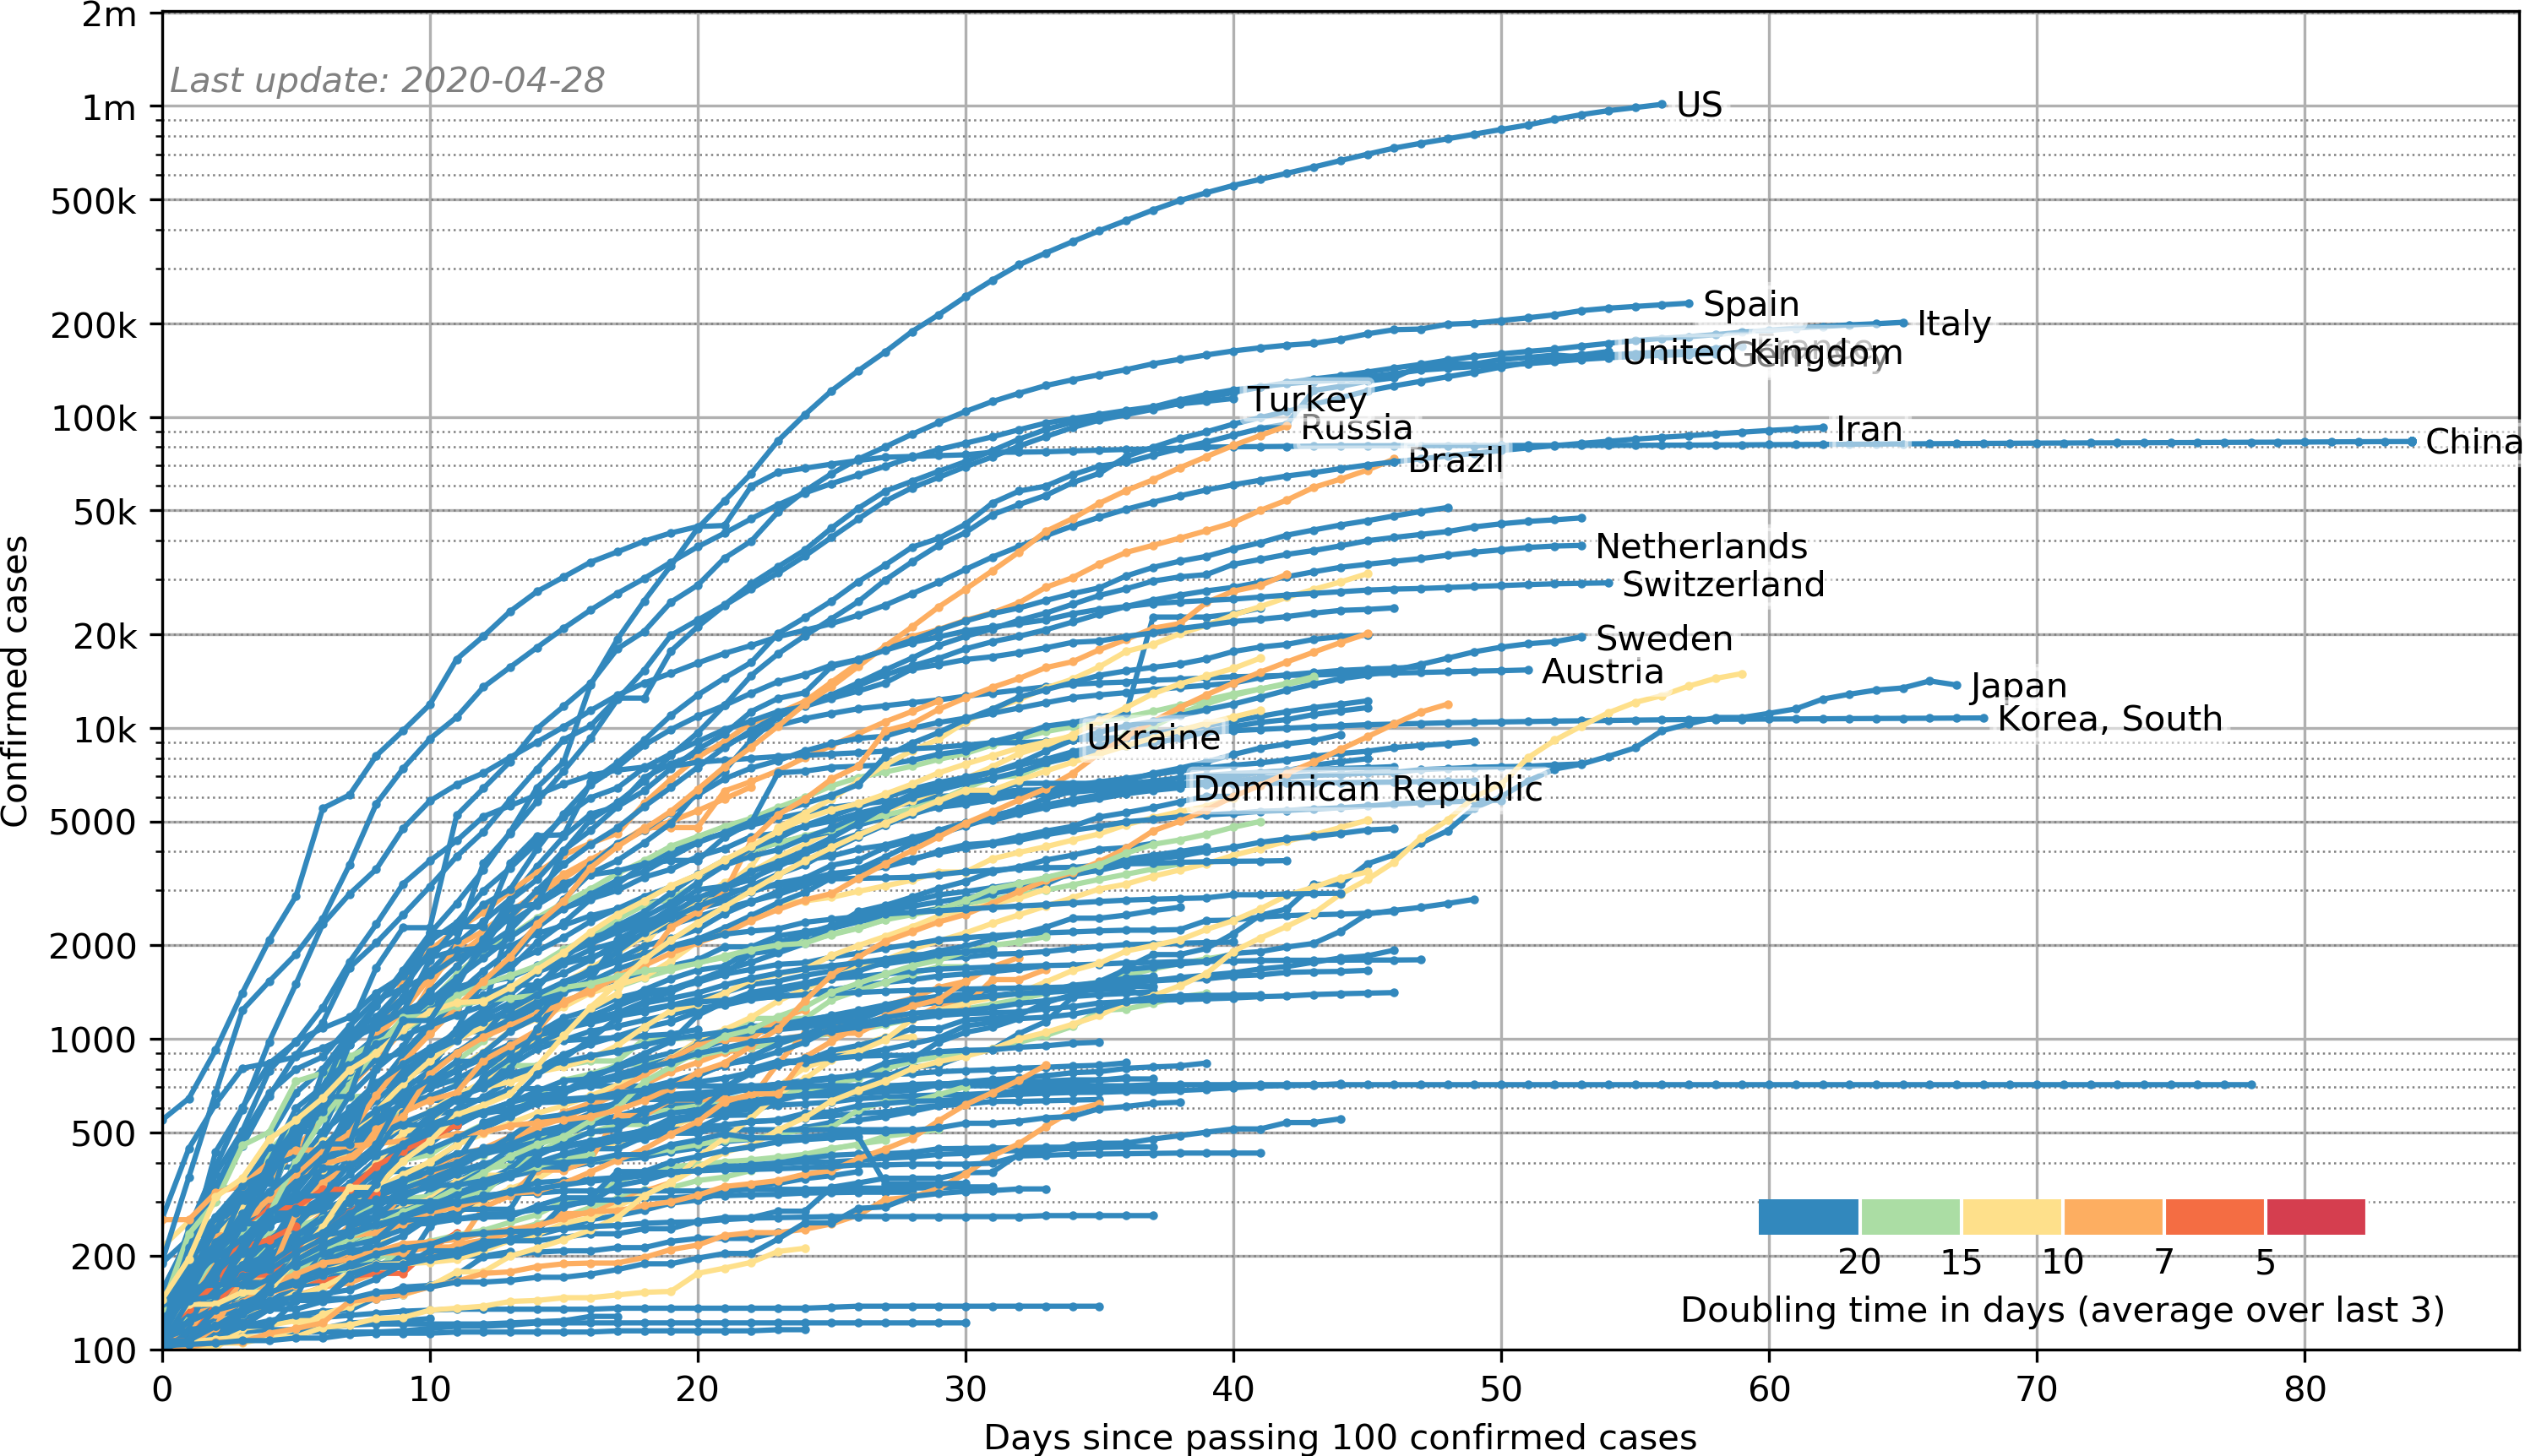 2m
Last update: 2020-04-28
1m
US
500k
Spain
200k
Italy
United Kingdom
Germany
France
Turkey
100k
Russia
Iran
China
Brazil
50k
Netherlands
Switzerland
20k
Sweden
Austria
Japan
Korea, South
10k
Ukraine
Dominican Republic
5000
2000
1000
500
200
100
Confirmed cases
20 15 10 7 5
Doubling time in days (average over last 3)
0 10 20 30 40 50 60 70 80
Days since passing 100 confirmed cases